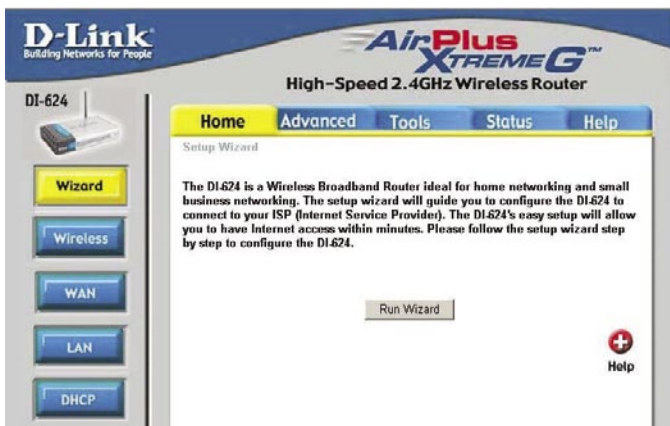 D-Link
Building Networks for People
AirPlus
XTREME G™
High-Speed 2.4GHz Wireless Router
DI-624
Home Advanced Tools Status Help
Setup Wizard
Wizard
The DI-624 is a Wireless Broadband Router ideal for home networking and small
business networking. The setup wizard will guide you to configure the DI-624 to
connect to your ISP (Internet Service Provider). The DI-624's easy setup will allow
you to have Internet access within minutes. Please follow the setup wizard step
by step to configure the DI-624.
Wireless
WAN
Run Wizard
LAN
Help
DHCP